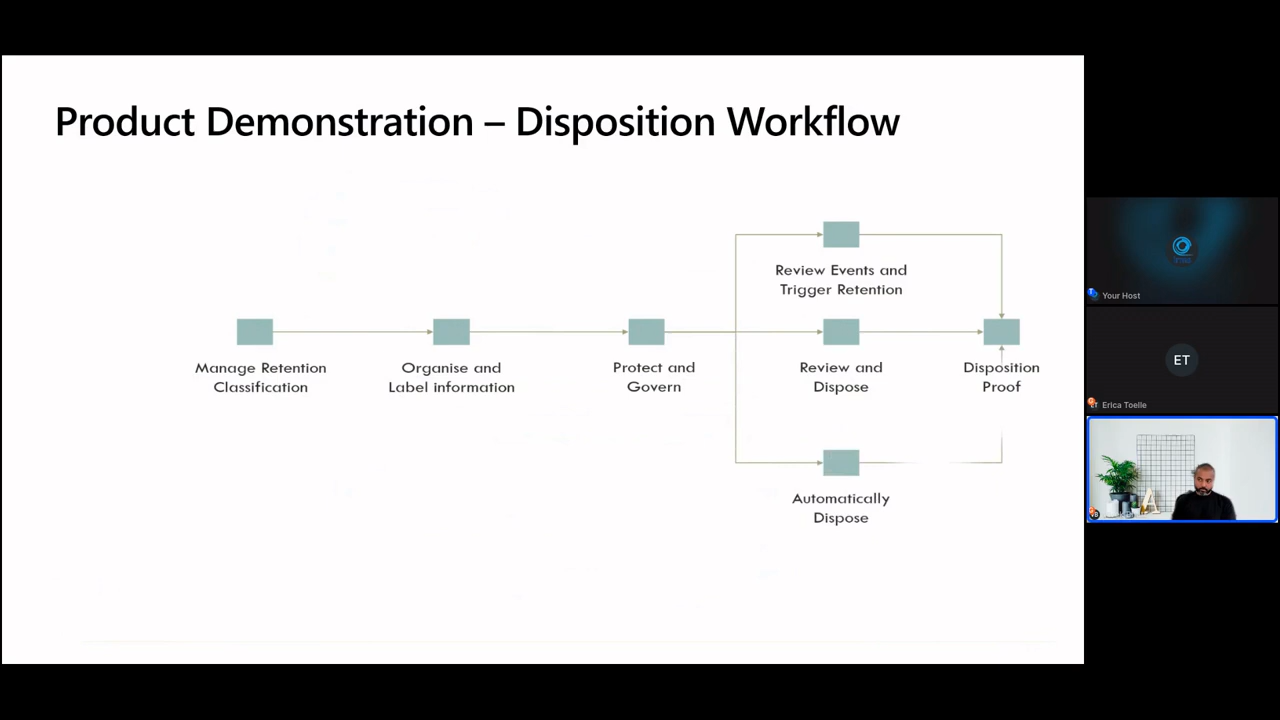 Product Demonstration – Disposition Workflow
Review Events and
Trigger Retention
Manage Retention
Classification
Organise and
Label information
Protect and
Govern
Review and
Dispose
Disposition
Proof
Automatically
Dispose
Your Host
ET
Erica Toelle